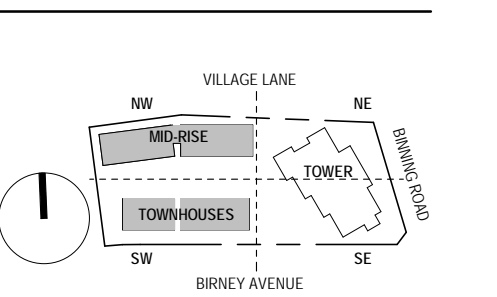 VILLAGE LANE
NW
NE
MID-RISE
BINNING ROAD
TOWER
TOWNHOUSES
SW
SE
BIRNEY AVENUE